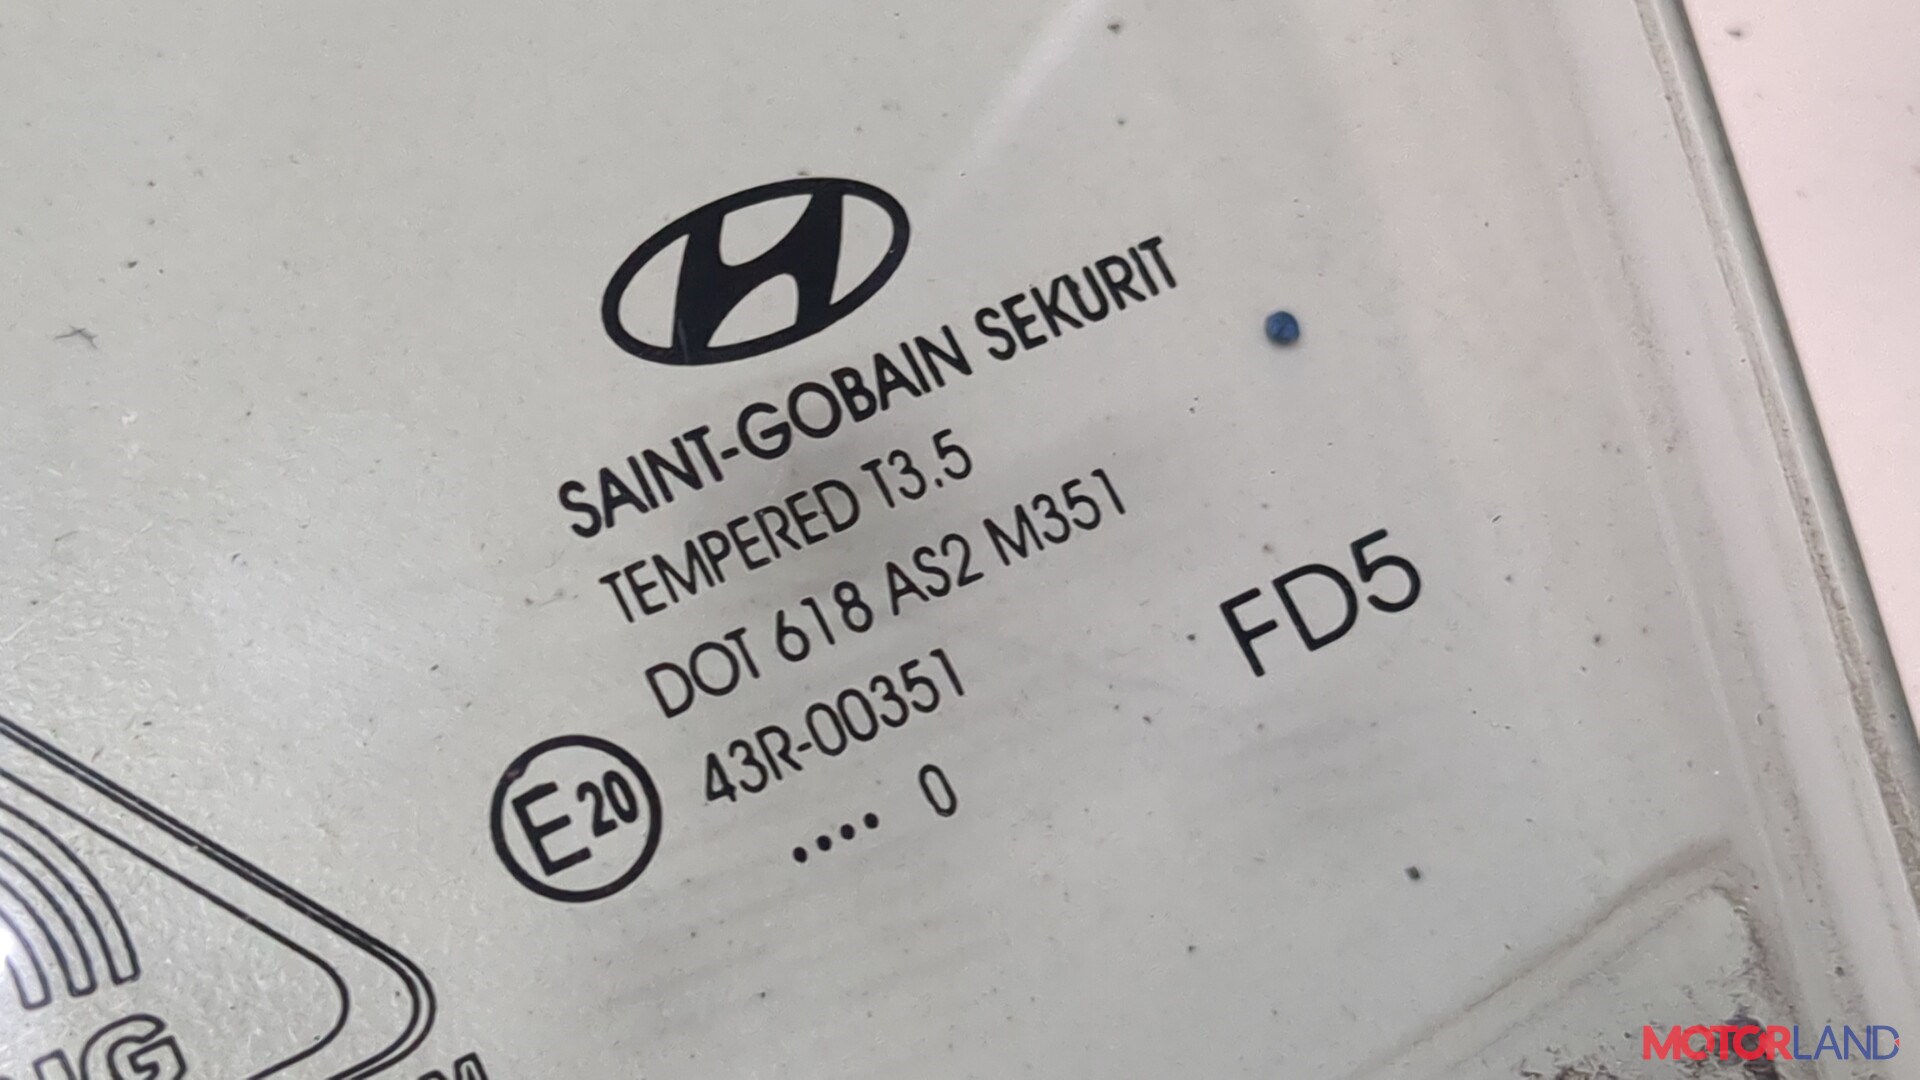 SAINT-GOBAIN SEKURIT
TEMPERED T3.5
DOT 618 AS2 M351
43R-00351
E20
.... 0
FD5
MOTORLAND